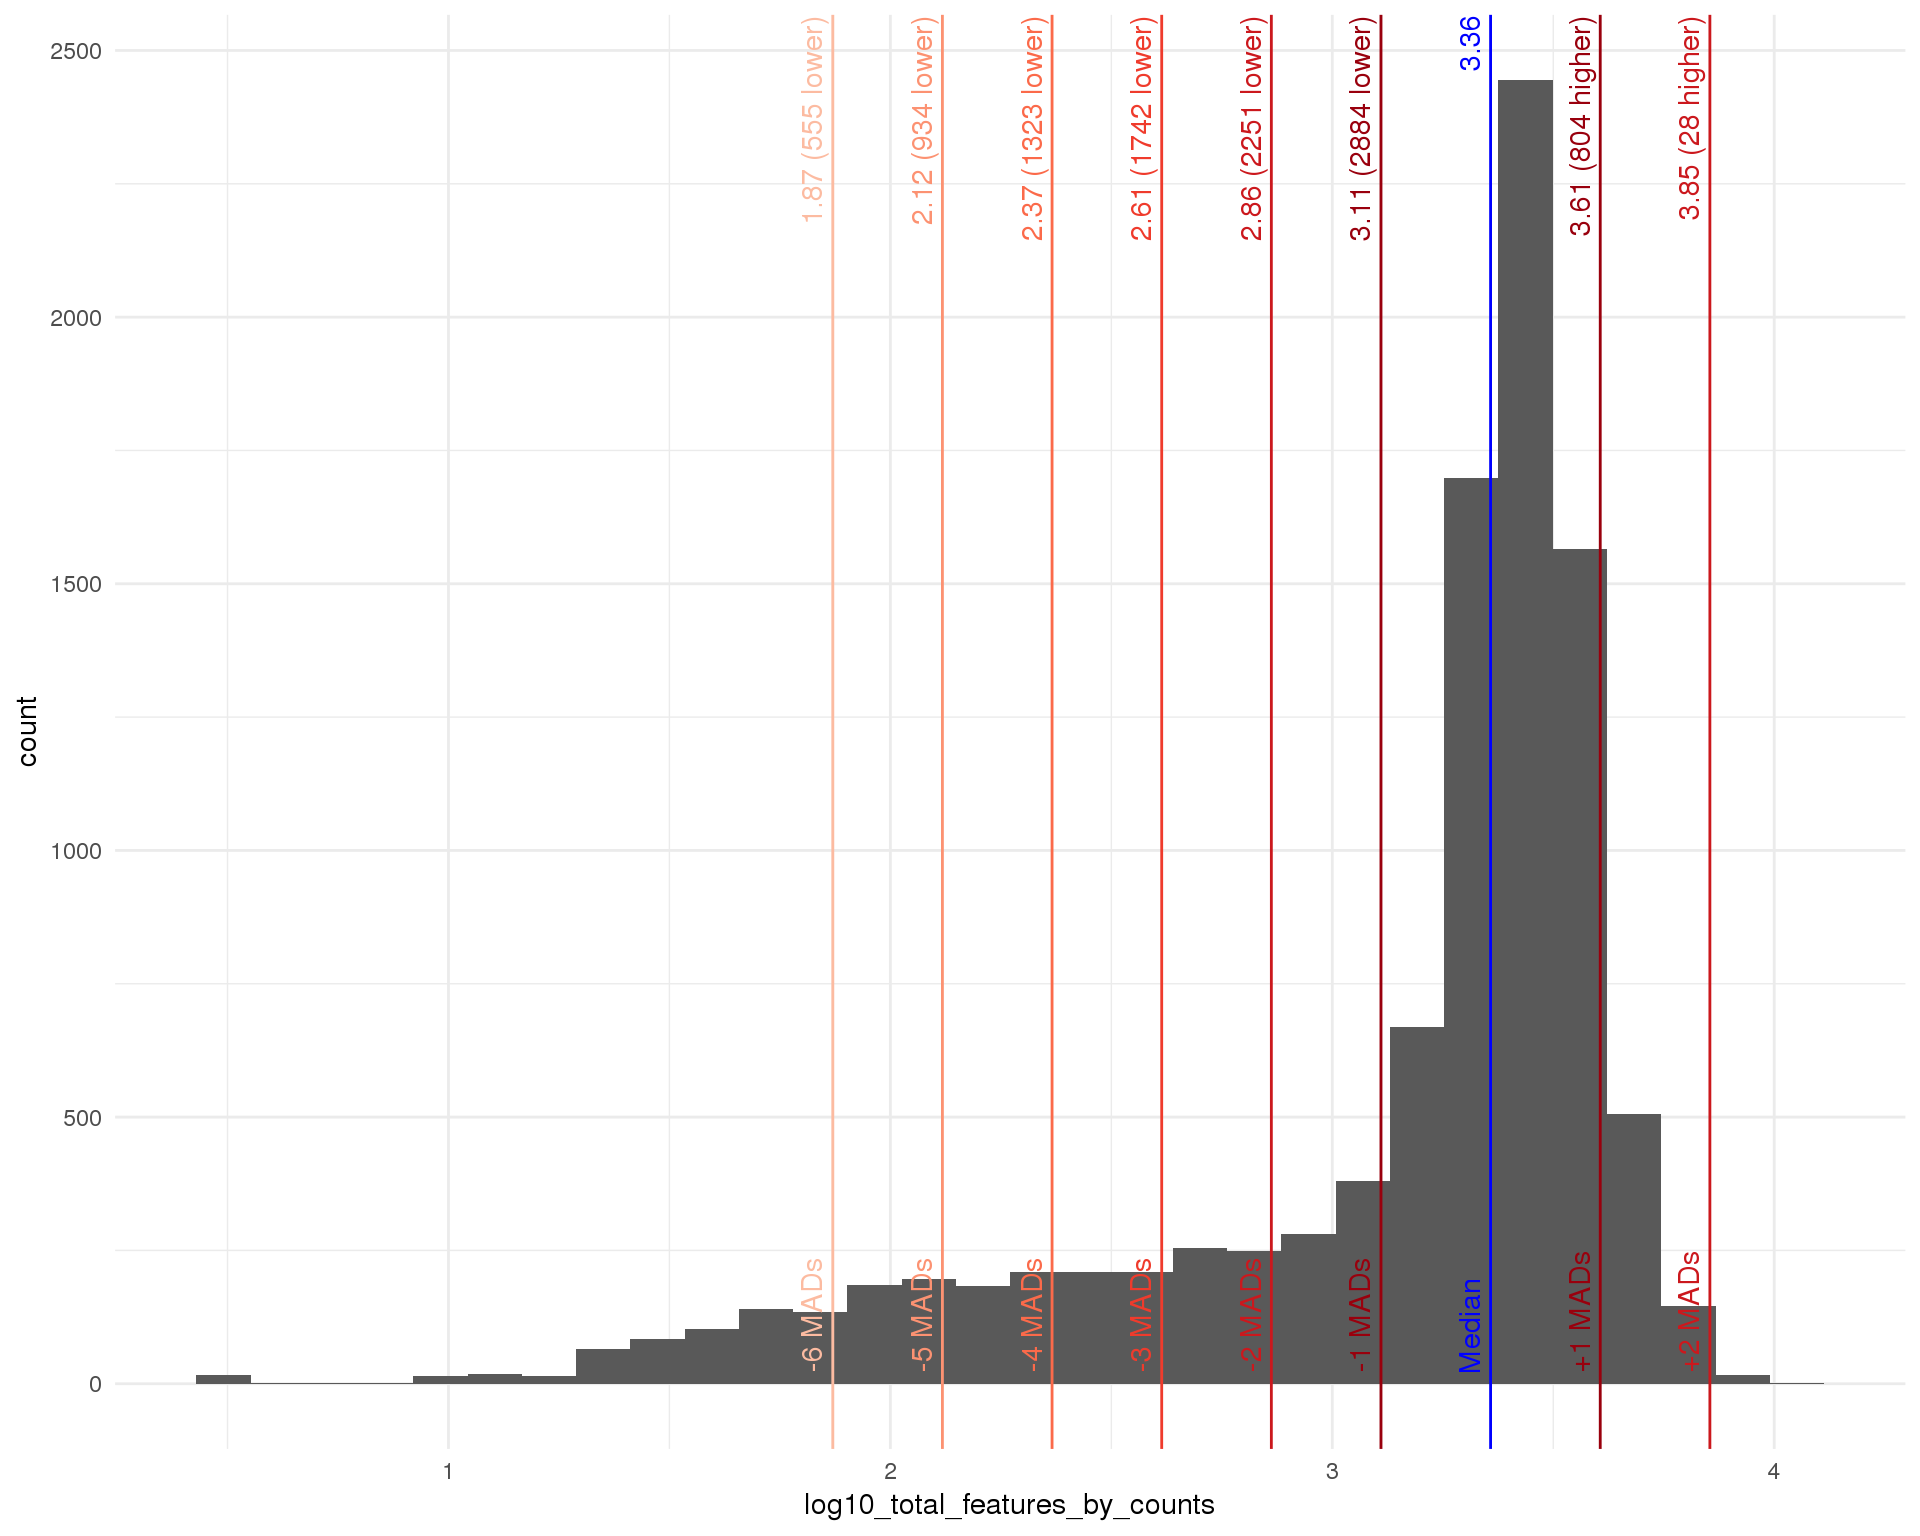 1.87 (555 lower)
2.12 (934 lower)
2.37 (1323 lower)
2.61 (1742 lower)
2.86 (2251 lower)
3.11 (2884 lower)
3.36
3.61 (804 higher)
3.85 (28 higher)
2500
2000
1500
1000
500
0
count
-6 MADs
-5 MADs
-4 MADs
-3 MADs
-2 MADs
-1 MADs
Median
+1 MADs
+2 MADs
1
2
3
4
log10_total_features_by_counts